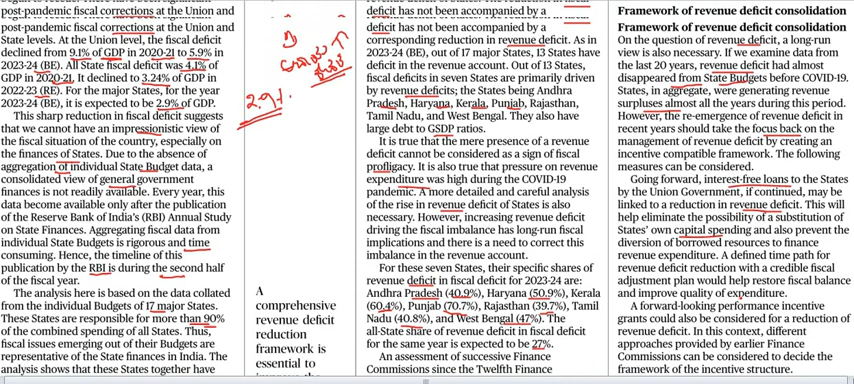 post-pandemic fiscal corrections at the Union and
post-pandemic fiscal corrections at the Union and
State levels. At the Union level, the fiscal deficit
declined from 9.1% of GDP in 2020-21 to 5.9% in
2023-24 (BE). All State fiscal deficit was 4.1% of
GDP in 2020-21. It declined to 3.24% of GDP in
2022-23 (RE). For the major States, for the year
2023-24 (BE), it is expected to be 2.9% of GDP.
This sharp reduction in fiscal deficit suggests
that we cannot have an impressionistic view of
the fiscal situation of the country, especially on
the finances of States. Due to the absence of
aggregation of individual State Budget data, a
consolidated view of general government
finances is not readily available. Every year, this
data become available only after the publication
of the Reserve Bank of India's (RBI) Annual Study
on State Finances. Aggregating fiscal data from
individual State Budgets is rigorous and time
consuming. Hence, the timeline of this
publication by the RBI is during the second half
of the fiscal year.
The analysis here is based on the data collated
from the individual Budgets of 17 major States.
These States are responsible for more than 90%
of the combined spending of all States. Thus,
fiscal issues emerging out of their Budgets are
representative of the State finances in India. The
analysis shows that these States together have
2.9%
A
comprehensive
revenue deficit
reduction
framework is
essential to
deficit has not been accompanied by a
deficit has not been accompanied by a
corresponding reduction in revenue deficit. As in
2023-24 (BE), out of 17 major States, 13 States have
deficit in the revenue account. Out of 13 States,
fiscal deficits in seven States are primarily driven
by revenue deficits; the States being Andhra
Pradesh, Haryana, Kerala, Punjab, Rajasthan,
Tamil Nadu, and West Bengal. They also have
large debt to GSDP ratios.
It is true that the mere presence of a revenue
deficit cannot be considered as a sign of fiscal
profligacy. It is also true that pressure on revenue
expenditure was high during the COVID-19
pandemic. A more detailed and careful analysis
of the rise in revenue deficit of States is also
necessary. However, increasing revenue deficit
driving the fiscal imbalance has long-run fiscal
implications and there is a need to correct this
imbalance in the revenue account.
For these seven States, their specific shares of
revenue deficit in fiscal deficit for 2023-24 are:
Andhra Pradesh (40.9%), Haryana (50.9%), Kerala
(60.4%), Punjab (70.7%), Rajasthan (39.7%), Tamil
Nadu (40.8%), and West Bengal (47%). The
all-State share of revenue deficit in fiscal deficit
for the same year is expected to be 27%.
An assessment of successive Finance
Commissions since the Twelfth Finance
Framework of revenue deficit consolidation
Framework of revenue deficit consolidation
On the question of revenue deficit, a long-run
view is also necessary. If we examine data from
the last 20 years, revenue deficit had almost
disappeared from State Budgets before COVID-19.
States, in aggregate, were generating revenue
surpluses almost all the years during this period.
However, the re-emergence of revenue deficit in
recent years should take the focus back on the
management of revenue deficit by creating an
incentive compatible framework. The following
measures can be considered.
Going forward, interest-free loans to the States
by the Union Government, if continued, may be
linked to a reduction in revenue deficit. This will
help eliminate the possibility of a substitution of
States' own capital spending and also prevent the
diversion of borrowed resources to finance
revenue expenditure. A defined time path for
revenue deficit reduction with a credible fiscal
adjustment plan would help restore fiscal balance
and improve quality of expenditure.
A forward-looking performance incentive
grants could also be considered for a reduction of
revenue deficit. In this context, different
approaches provided by earlier Finance
Commissions can be considered to decide the
framework of the incentive structure.